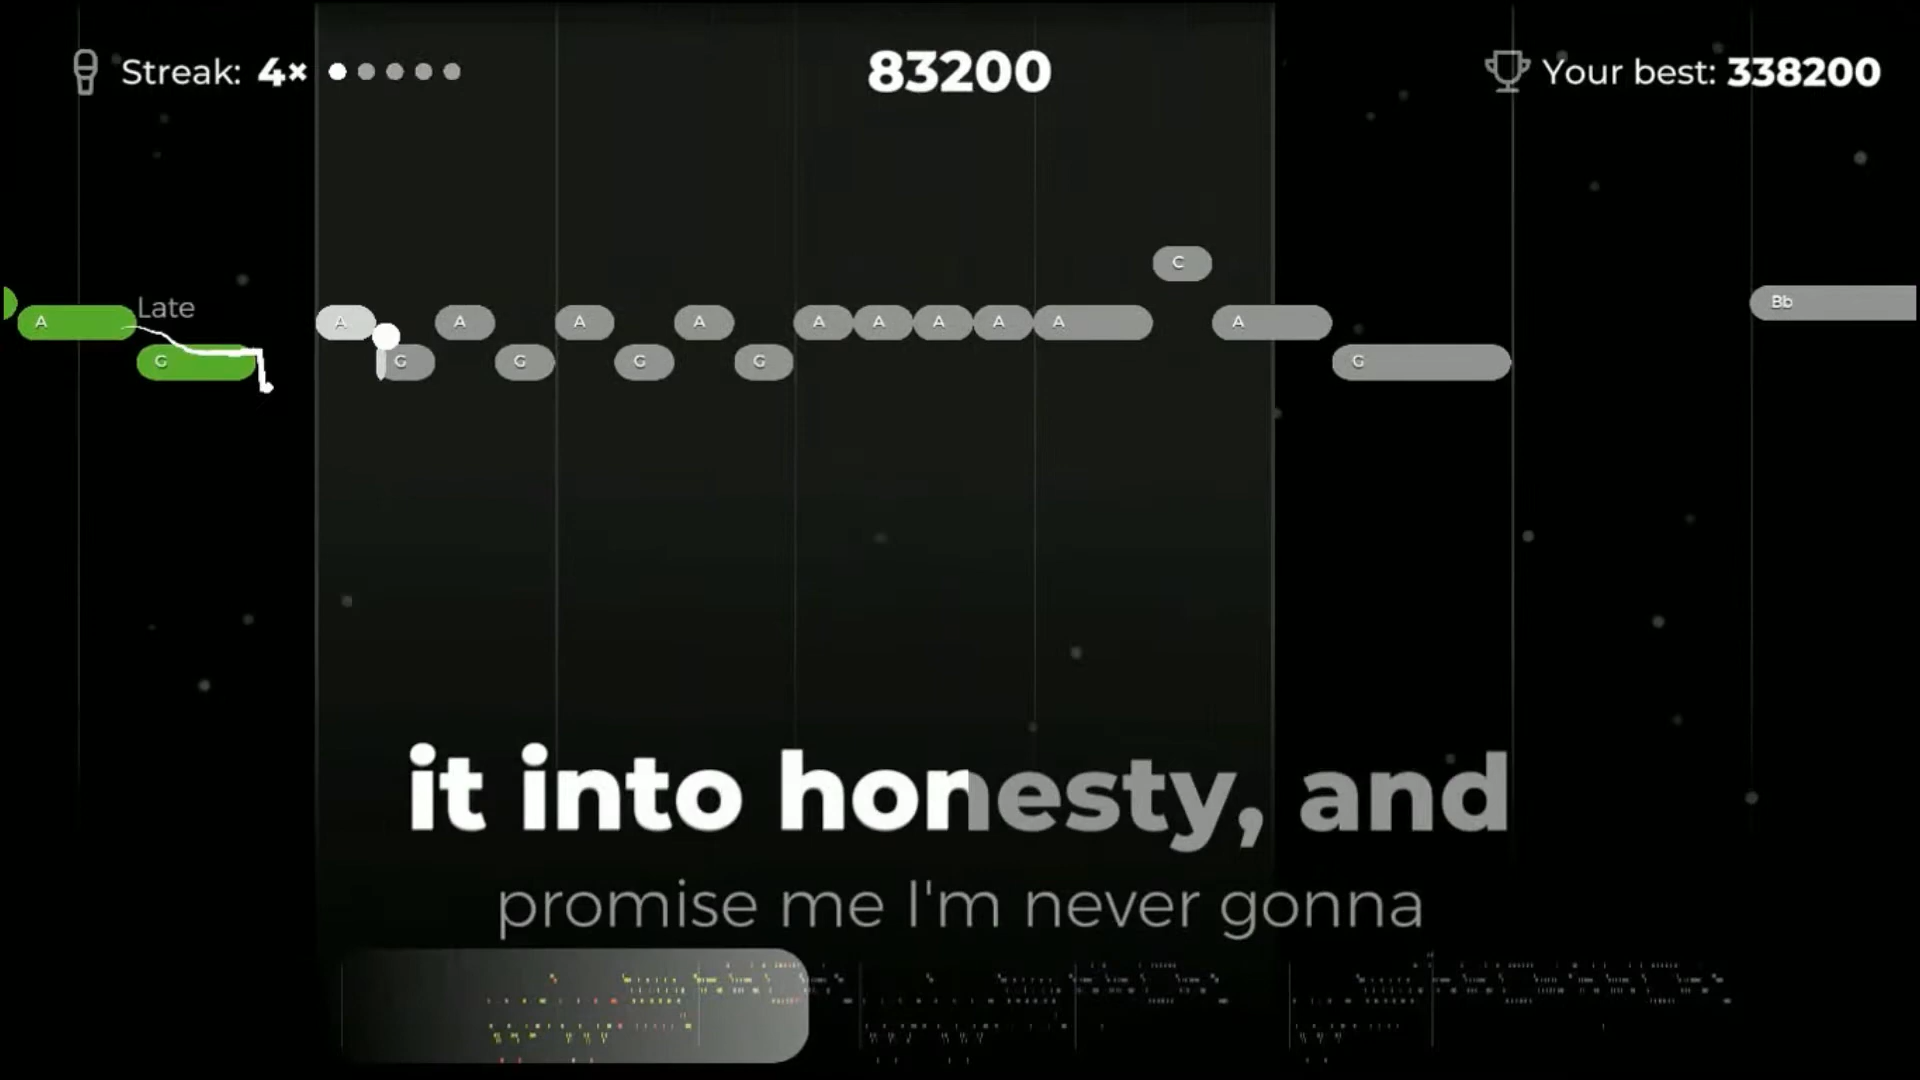 Streak: 4× 83200 Your best: 338200
C
Bb
Late
A A A A A A A A A A A
G G G G G G
it into honesty, and
promise me I'm never gonna